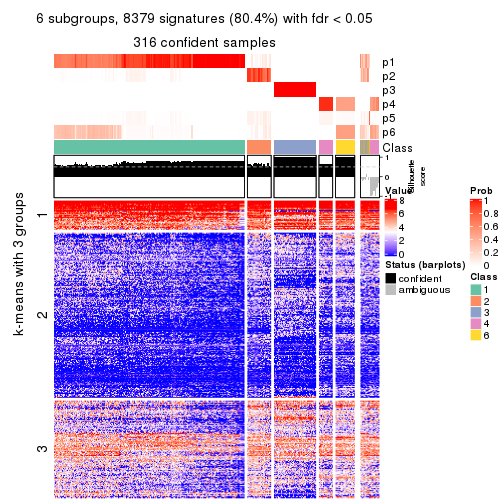 6 subgroups, 8379 signatures (80.4%) with fdr < 0.05
316 confident samples
p1
p2
p3
p4
p5
p6
Class
1
0
-1
Silhouette
score
k-means with 3 groups
1
2
3
Value
8
6
4
2
0
Status (barplots)
confident
ambiguous
Prob
1
0.8
0.6
0.4
0.2
0
Class
1
2
3
4
6